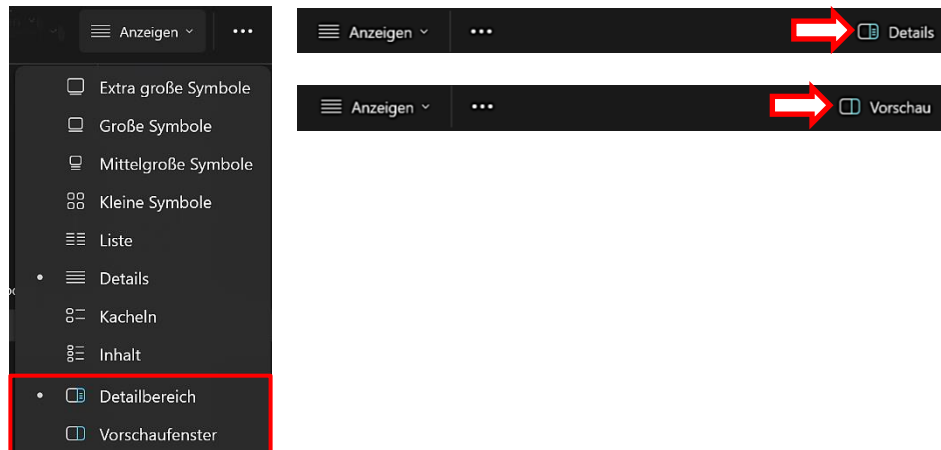 Anzeigen
Extra große Symbole
Große Symbole
Mittelgroße Symbole
Kleine Symbole
Liste
Details
Kacheln
Inhalt
Detailbereich
Vorschaufenster
Anzeigen Details
Anzeigen Vorschau